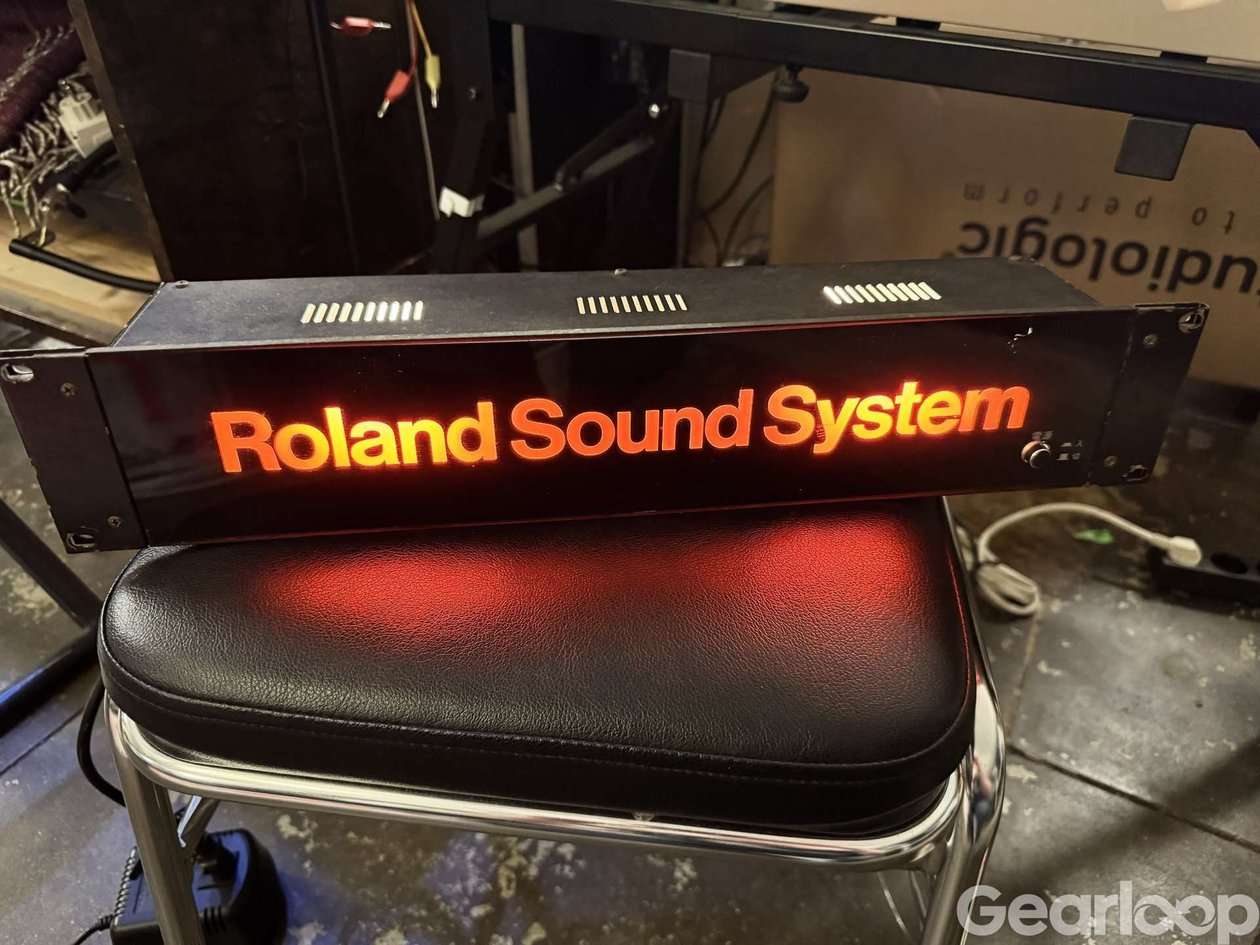 Roland Sound System
to perform
udiologic
Gearloop